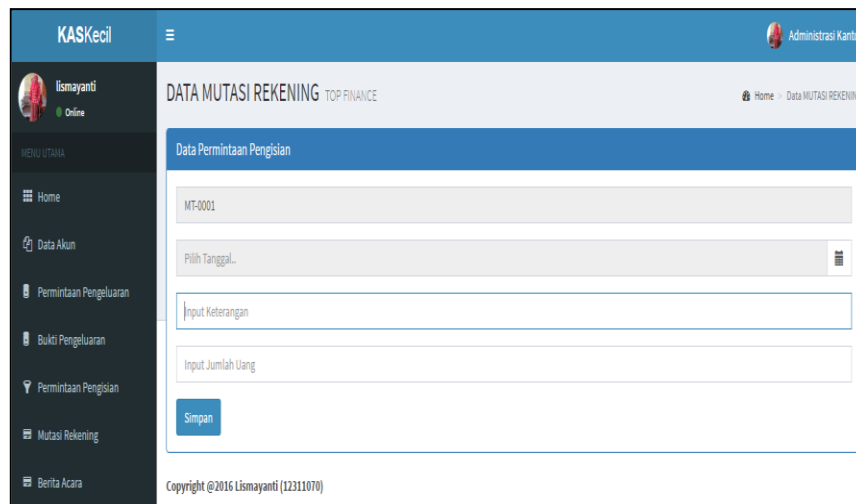 KASKecil
Administrasi Kanto
lismayanti
Online
DATA MUTASI REKENING TOP FINANCE
Home > Data MUTASI REKENIN
MENU UTAMA
Data Permintaan Pengisian
Home
MT-0001
Data Akun
Pilih Tanggal..
Permintaan Pengeluaran
Input Keterangan
Bukti Pengeluaran
Input Jumlah Uang
Permintaan Pengisian
Simpan
Mutasi Rekening
Berita Acara
Copyright @2016 Lismayanti (12311070)